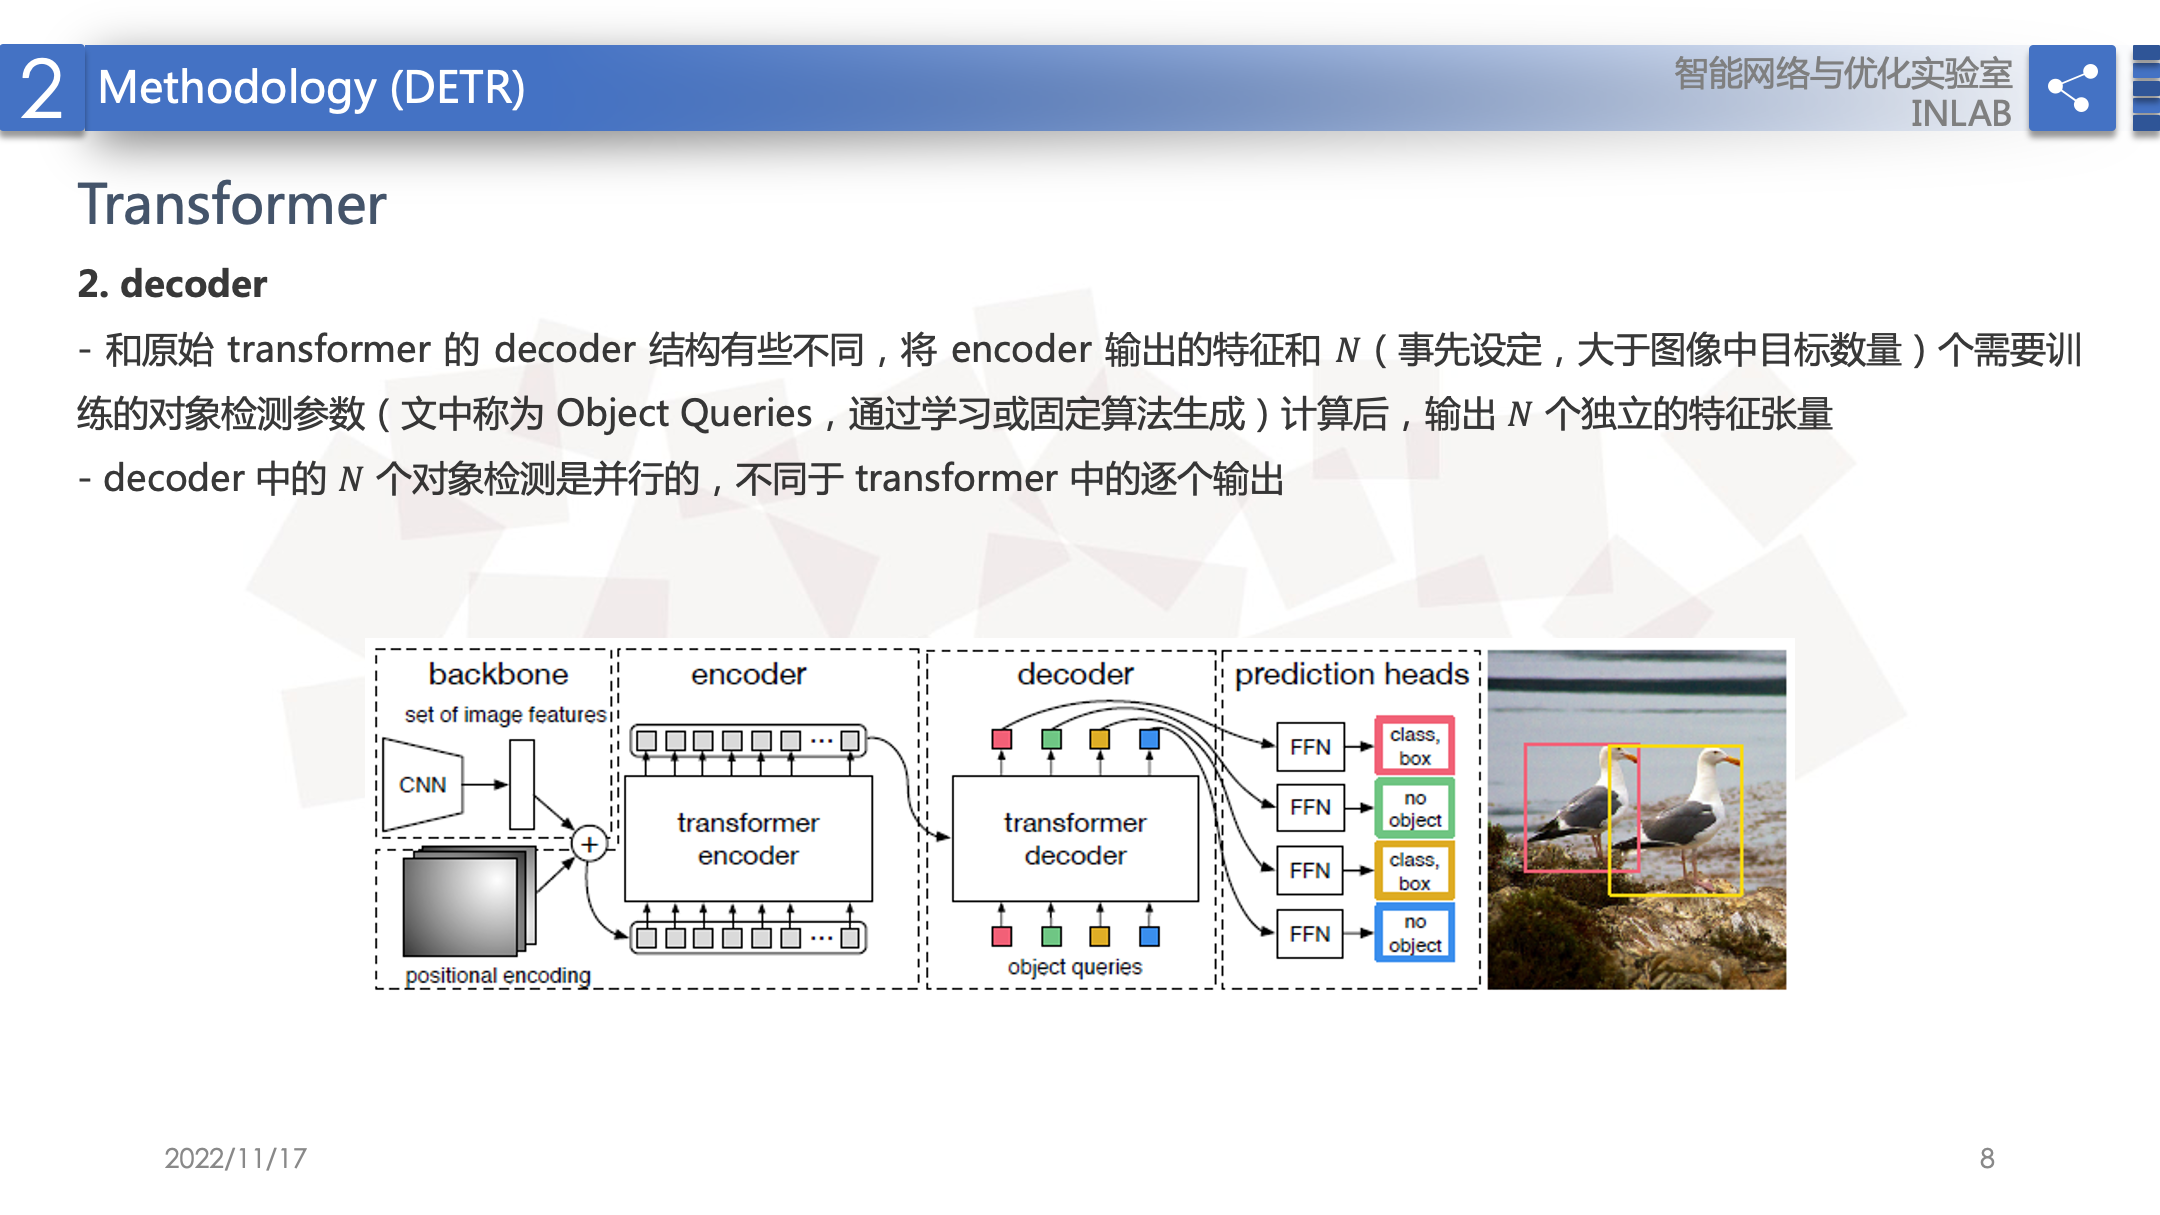 2 Methodology (DETR)
智能网络与优化实验室
INLAB
Transformer
2. decoder
- 和原始 transformer 的 decoder 结构有些不同，将 encoder 输出的特征和 N（事先设定，大于图像中目标数量）个需要训
练的对象检测参数（文中称为 Object Queries，通过学习或固定算法生成）计算后，输出 N 个独立的特征张量
- decoder 中的 N 个对象检测是并行的，不同于 transformer 中的逐个输出
backbone
set of image features
CNN
+
positional encoding
encoder
...
transformer
encoder
...
decoder
transformer
decoder
object queries
prediction heads
FFN
class,
box
FFN
no
object
FFN
class,
box
FFN
no
object
2022/11/17
8